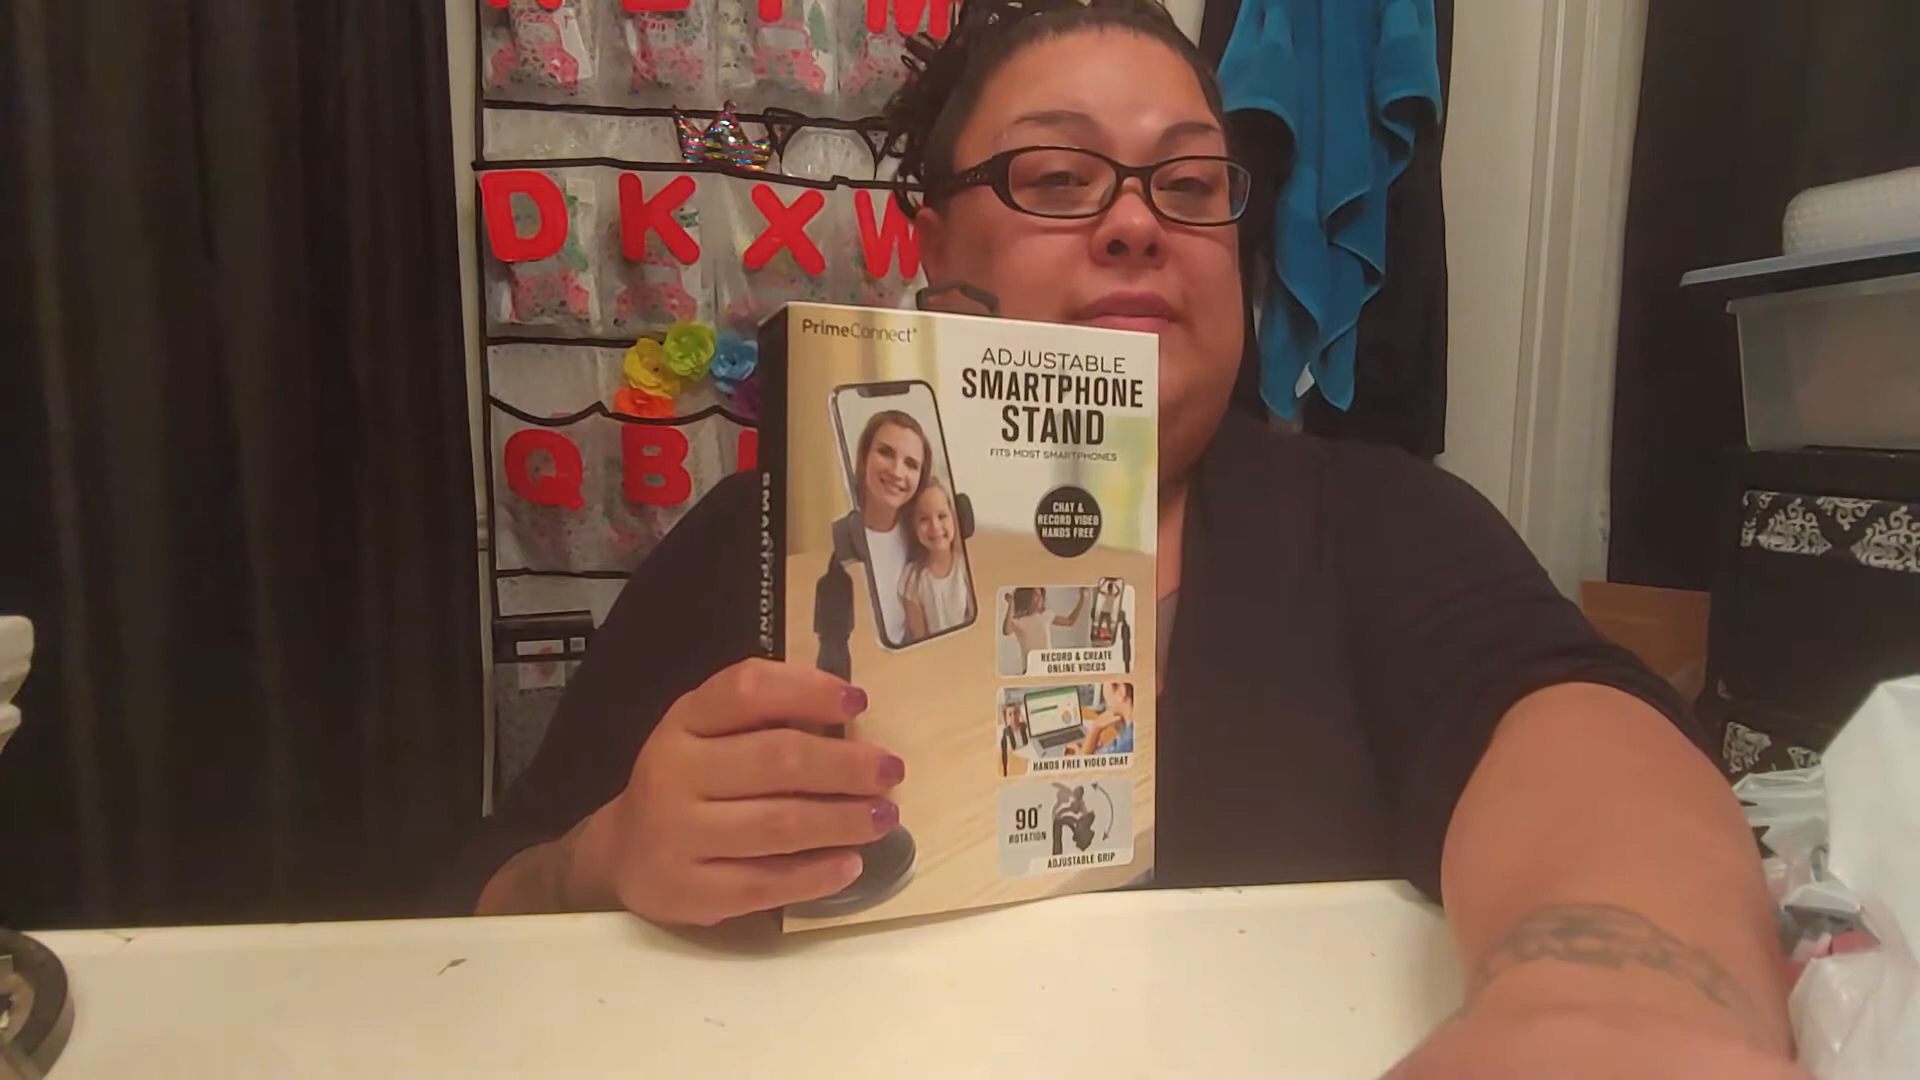 M
D K X W
Q B
PrimeConnect
ADJUSTABLE
SMARTPHONE
STAND
FITS MOST SMARTPHONES
CHAT &
RECORD VIDEO
HANDS FREE
RECORD & CREATE
ONLINE VIDEOS
HANDS FREE VIDEO CHAT
90°
ROTATION
ADJUSTABLE GRIP
SMARTPHONE